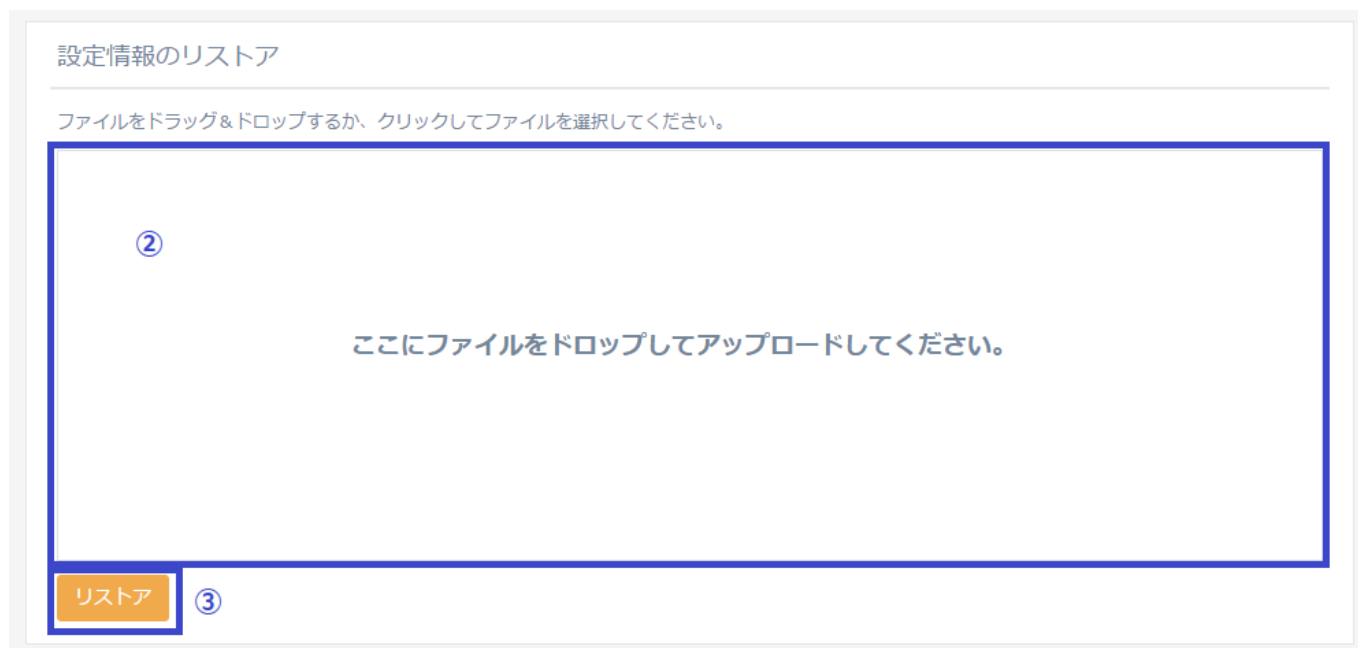 設定情報のリストア
ファイルをドラッグ&ドロップするか、クリックしてファイルを選択してください。
②
ここにファイルをドロップしてアップロードしてください。
リストア ③